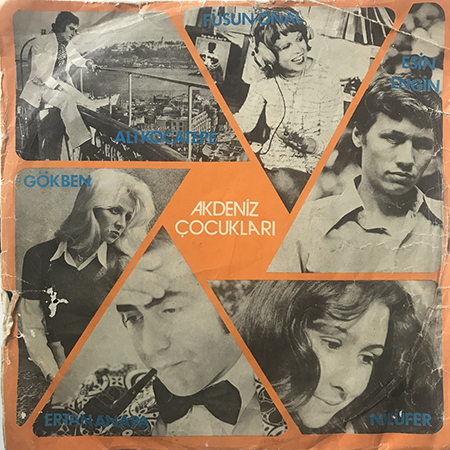 FÜSUN ÖNAL
ESİN
ENGİN
ALİ KOCATEPE
GÖKBEN
AKDENİZ
ÇOCUKLARI
ERTAN ANAPA
NİLÜFER